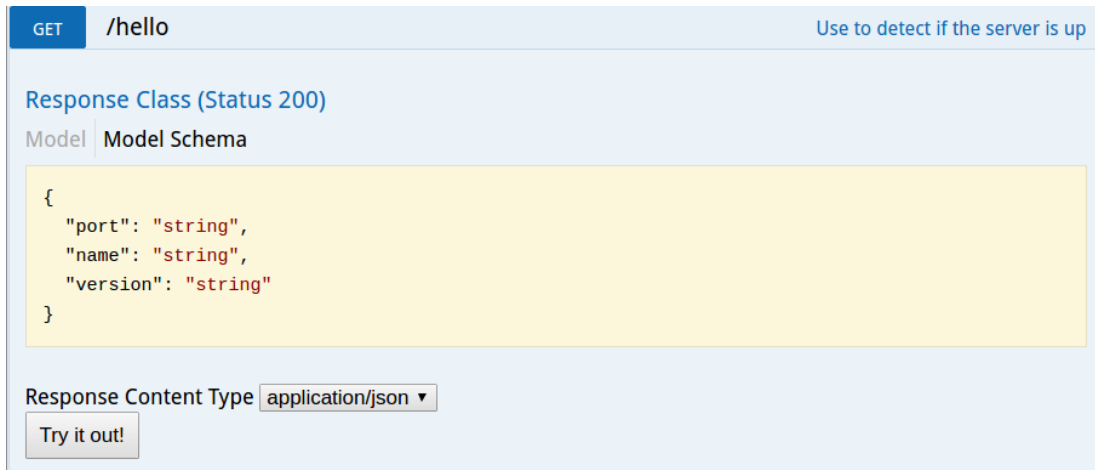 GET /hello Use to detect if the server is up
Response Class (Status 200)
Model Model Schema
{
  "port": "string",
  "name": "string",
  "version": "string"
}
Response Content Type application/json
Try it out!